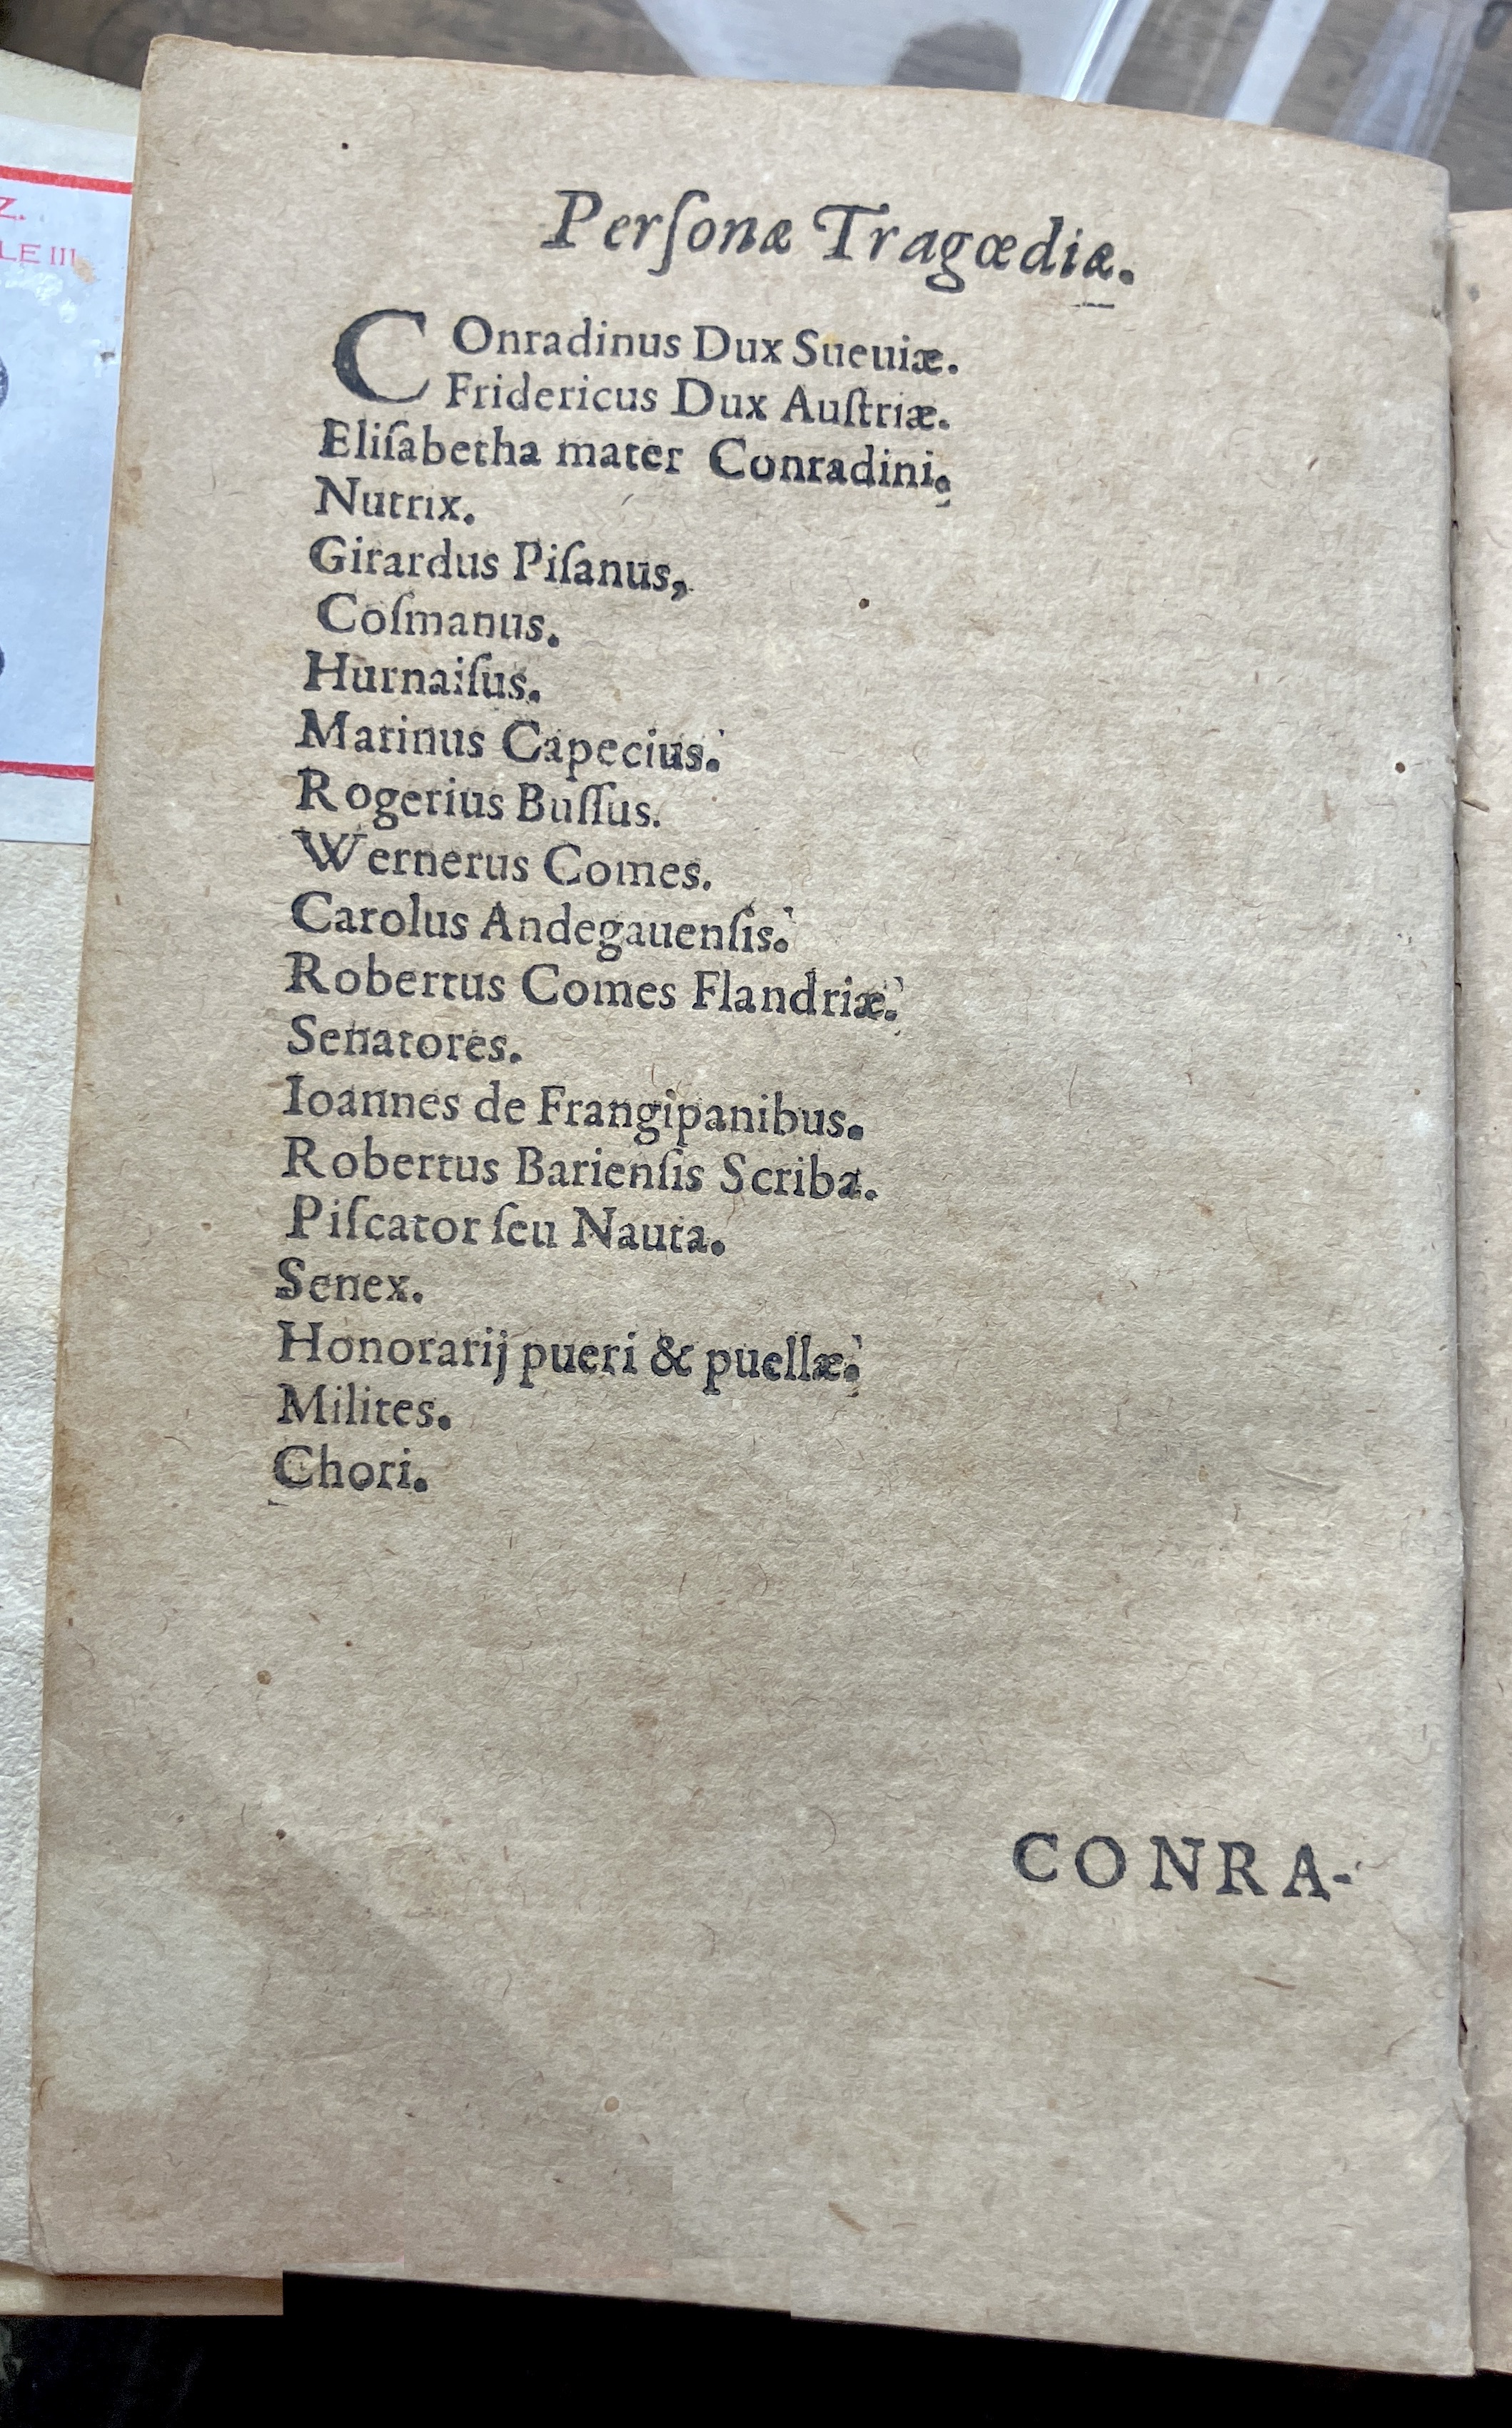 Z.
LE III
Perſonæ Tragœdiæ.
COnradinus Dux Sueuiæ.
Fridericus Dux Auſtriæ.
Eliſabetha mater Conradini.
Nutrix.
Girardus Piſanus,
Coſmanus.
Hurnaiſus.
Marinus Capecius.
Rogerius Buſſus.
Wernerus Comes.
Carolus Andegauenſis.
Robertus Comes Flandriæ.
Senatores.
Ioannes de Frangipanibus.
Robertus Barienſis Scriba.
Piſcator ſeu Nauta.
Senex.
Honorarij pueri & puellæ.
Milites.
Chori.
CONRA-